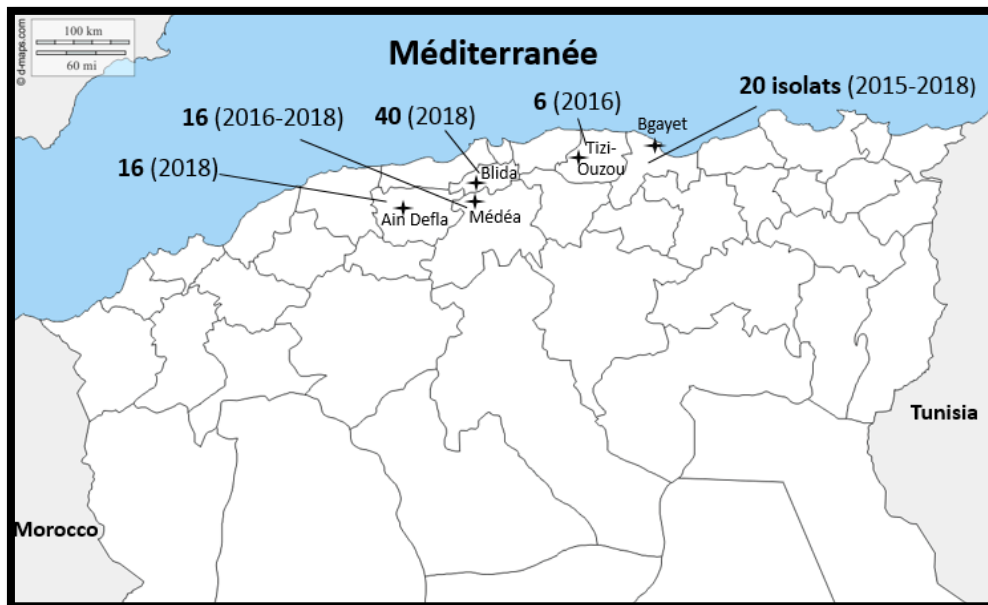 100 km
60 mi
© d-maps.com
Méditerranée
20 isolats (2015-2018)
6 (2016)
16 (2016-2018)
40 (2018)
Bgayet
Tizi-
Ouzou
16 (2018)
Blida
Médéa
Ain Defla
Tunisia
Morocco